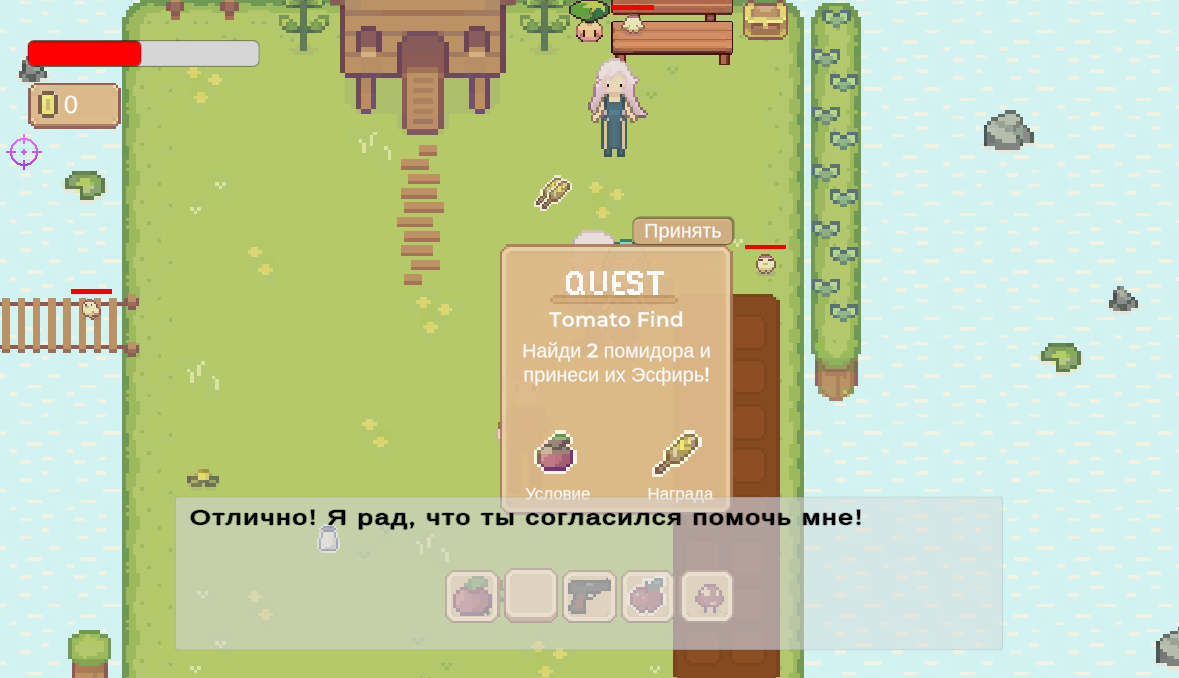 0
Принять
QUEST
Tomato Find
Найди 2 помидора и
принеси их Эсфирь!
Условие
Награда
Отлично! Я рад, что ты согласился помочь мне!